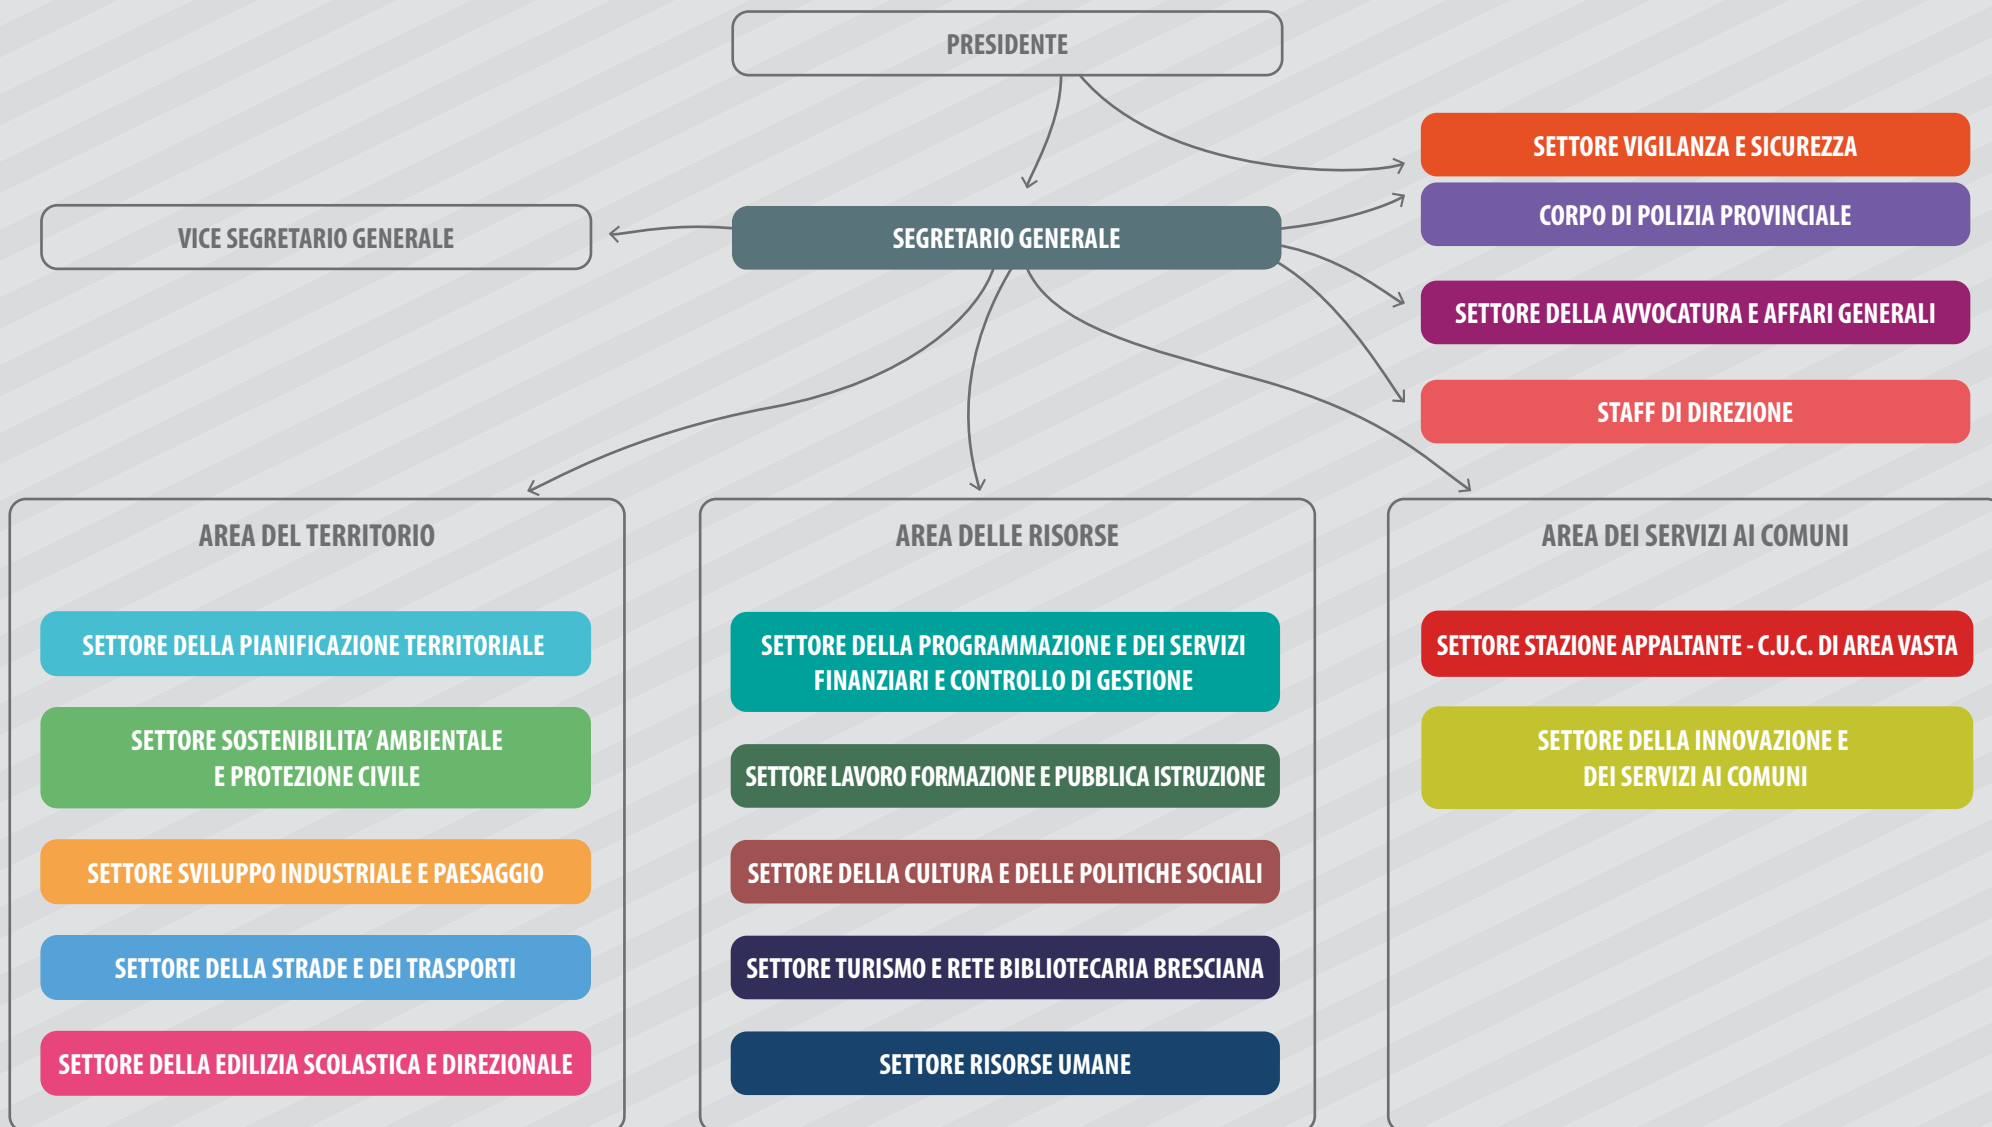 PRESIDENTE
SETTORE VIGILANZA E SICUREZZA
CORPO DI POLIZIA PROVINCIALE
VICE SEGRETARIO GENERALE
SEGRETARIO GENERALE
SETTORE DELLA AVVOCATURA E AFFARI GENERALI
STAFF DI DIREZIONE
AREA DEL TERRITORIO
SETTORE DELLA PIANIFICAZIONE TERRITORIALE
SETTORE SOSTENIBILITA' AMBIENTALE
E PROTEZIONE CIVILE
SETTORE SVILUPPO INDUSTRIALE E PAESAGGIO
SETTORE DELLA STRADE E DEI TRASPORTI
SETTORE DELLA EDILIZIA SCOLASTICA E DIREZIONALE
AREA DELLE RISORSE
SETTORE DELLA PROGRAMMAZIONE E DEI SERVIZI
FINANZIARI E CONTROLLO DI GESTIONE
SETTORE LAVORO FORMAZIONE E PUBBLICA ISTRUZIONE
SETTORE DELLA CULTURA E DELLE POLITICHE SOCIALI
SETTORE TURISMO E RETE BIBLIOTECARIA BRESCIANA
SETTORE RISORSE UMANE
AREA DEI SERVIZI AI COMUNI
SETTORE STAZIONE APPALTANTE - C.U.C. DI AREA VASTA
SETTORE DELLA INNOVAZIONE E
DEI SERVIZI AI COMUNI